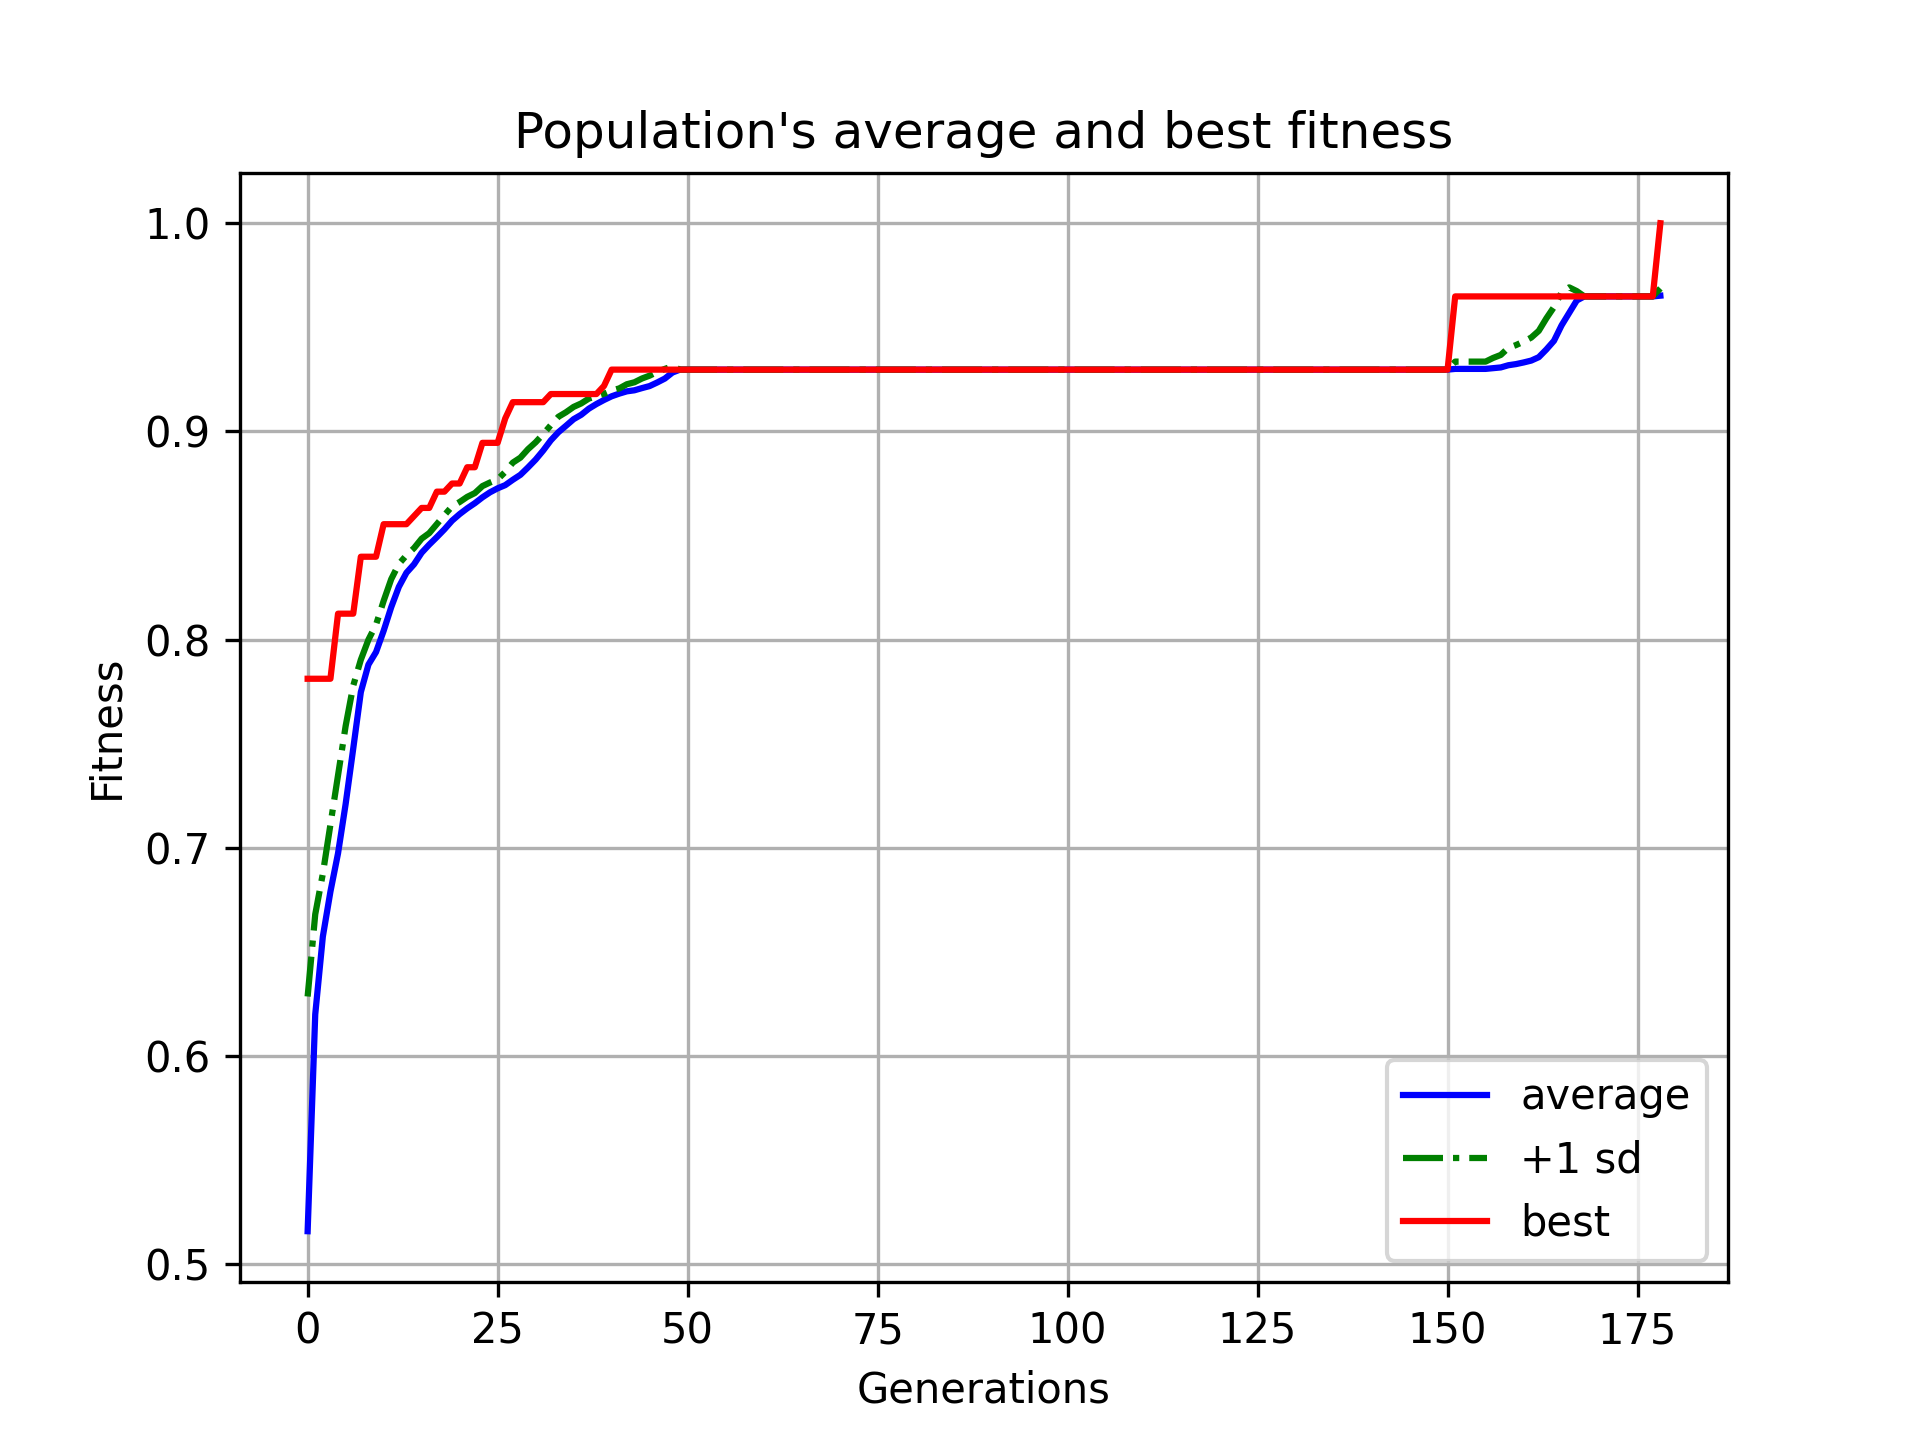 Population's average and best fitness
1.0
0.9
0.8
0.7
0.6
0.5
Fitness
average
+1 sd
best
0 25 50 75 100 125 150 175
Generations